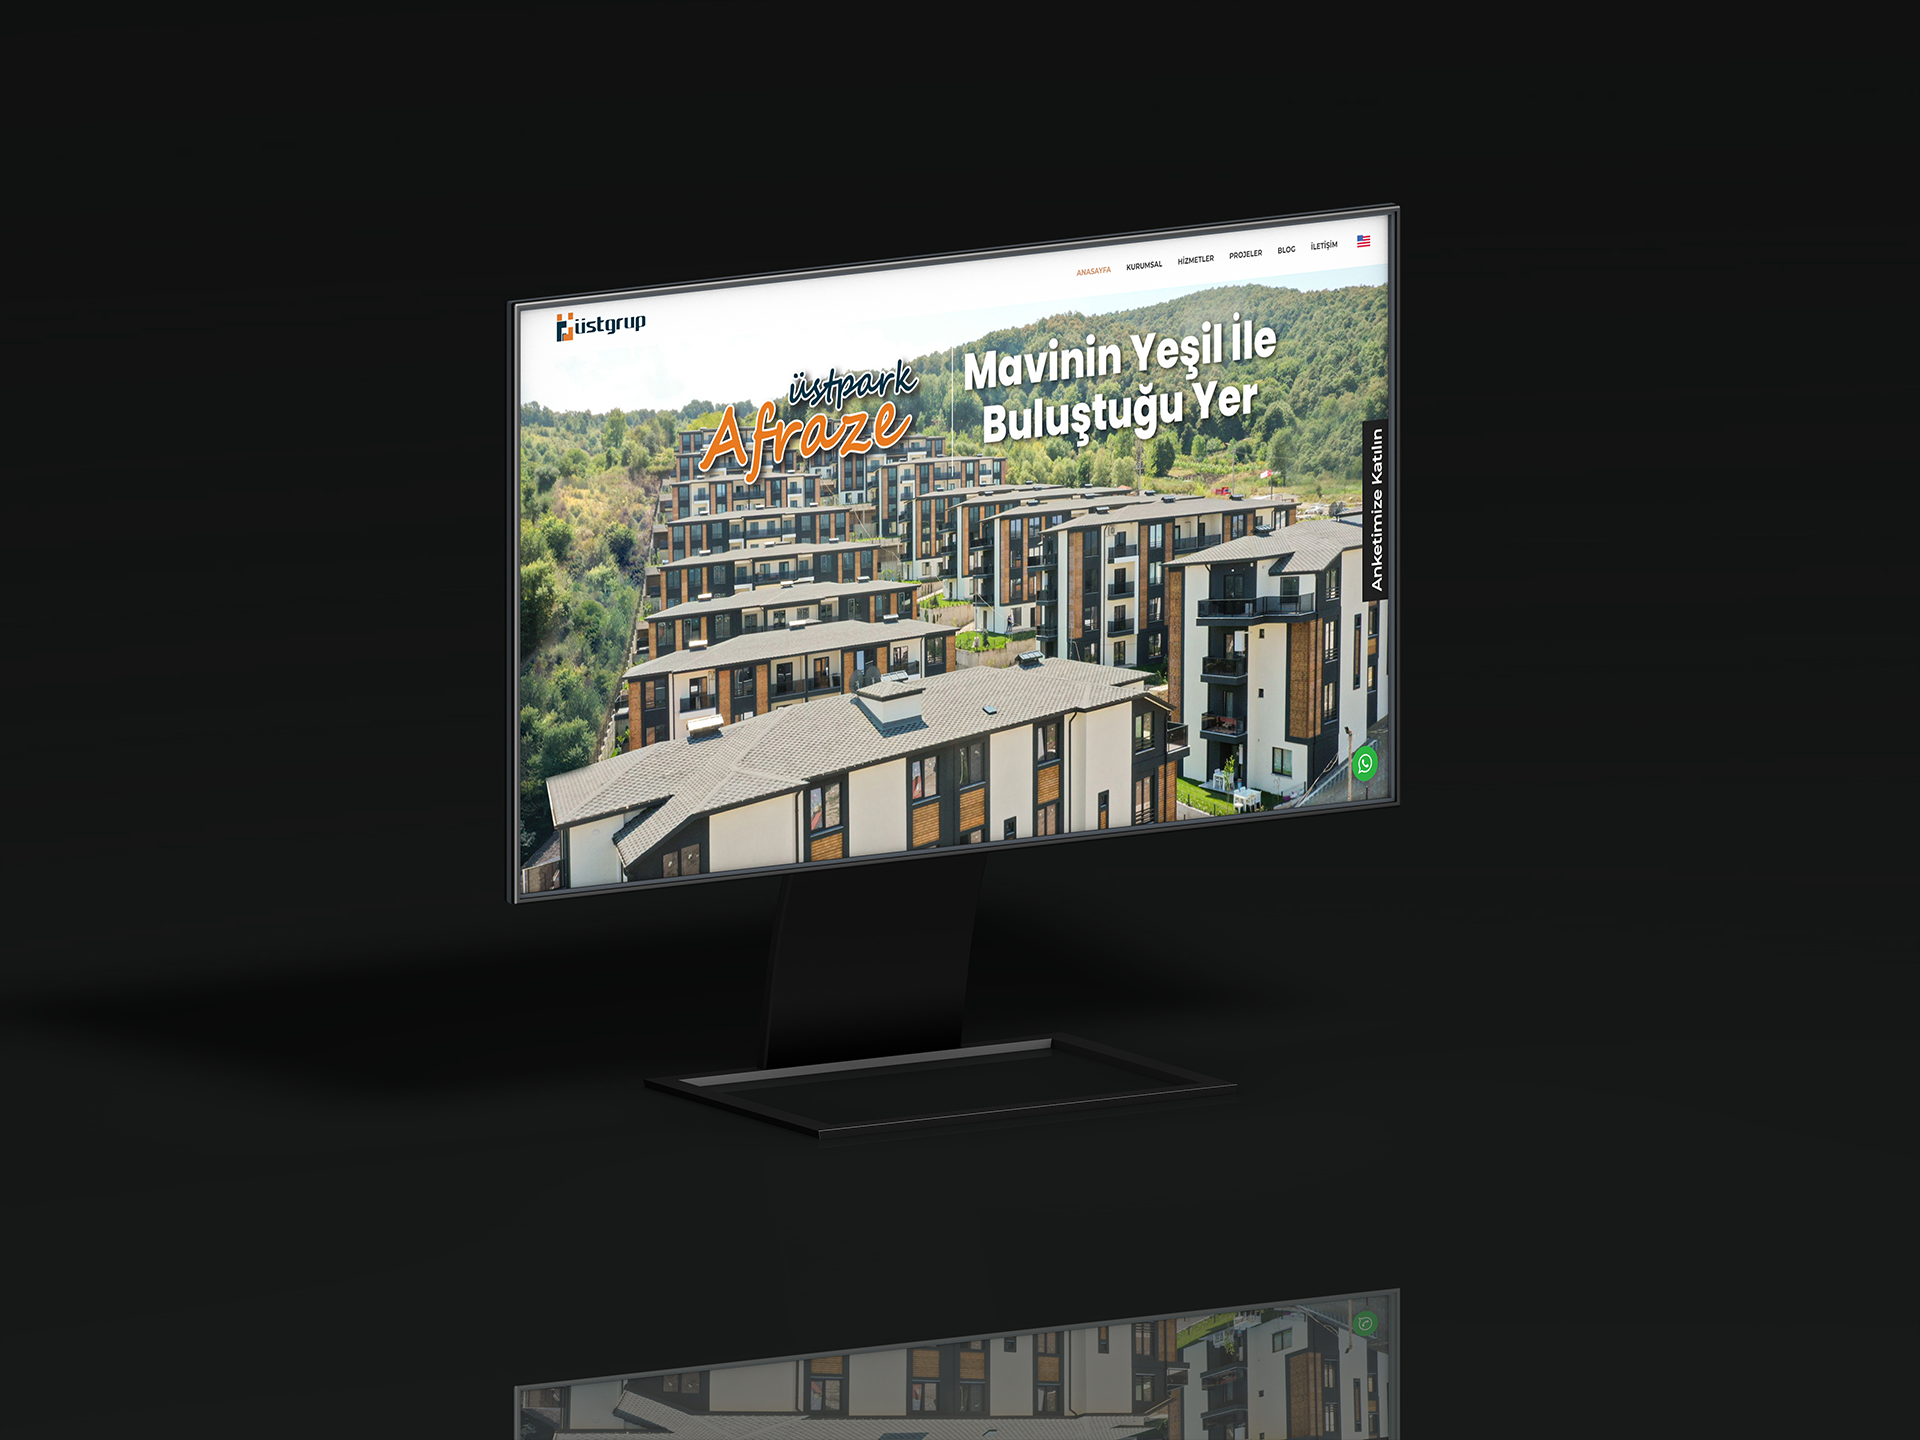 ANASAYFA KURUMSAL HİZMETLER PROJELER BLOG İLETİŞİM
üstgrup
üstpark
Afraze
Mavinin Yeşil İle
Buluştuğu Yer
Anketimize Katılın